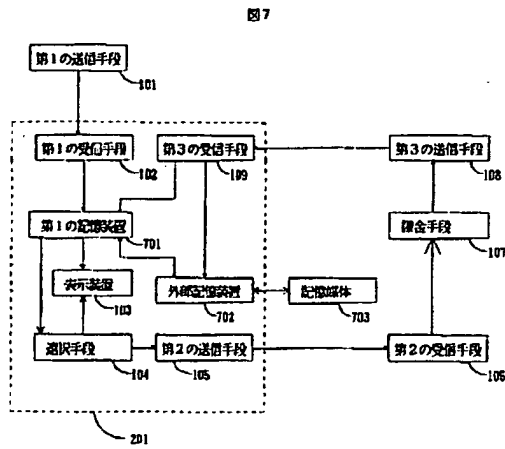 図7
第1の送信手段
101
第1の受信手段
102
第3の受信手段
109
第3の送信手段
108
第1の記憶装置
701
課金手段
107
表示装置
103
外部記憶装置
702
記憶媒体
703
選択手段
104
第2の送信手段
105
第2の受信手段
106
201